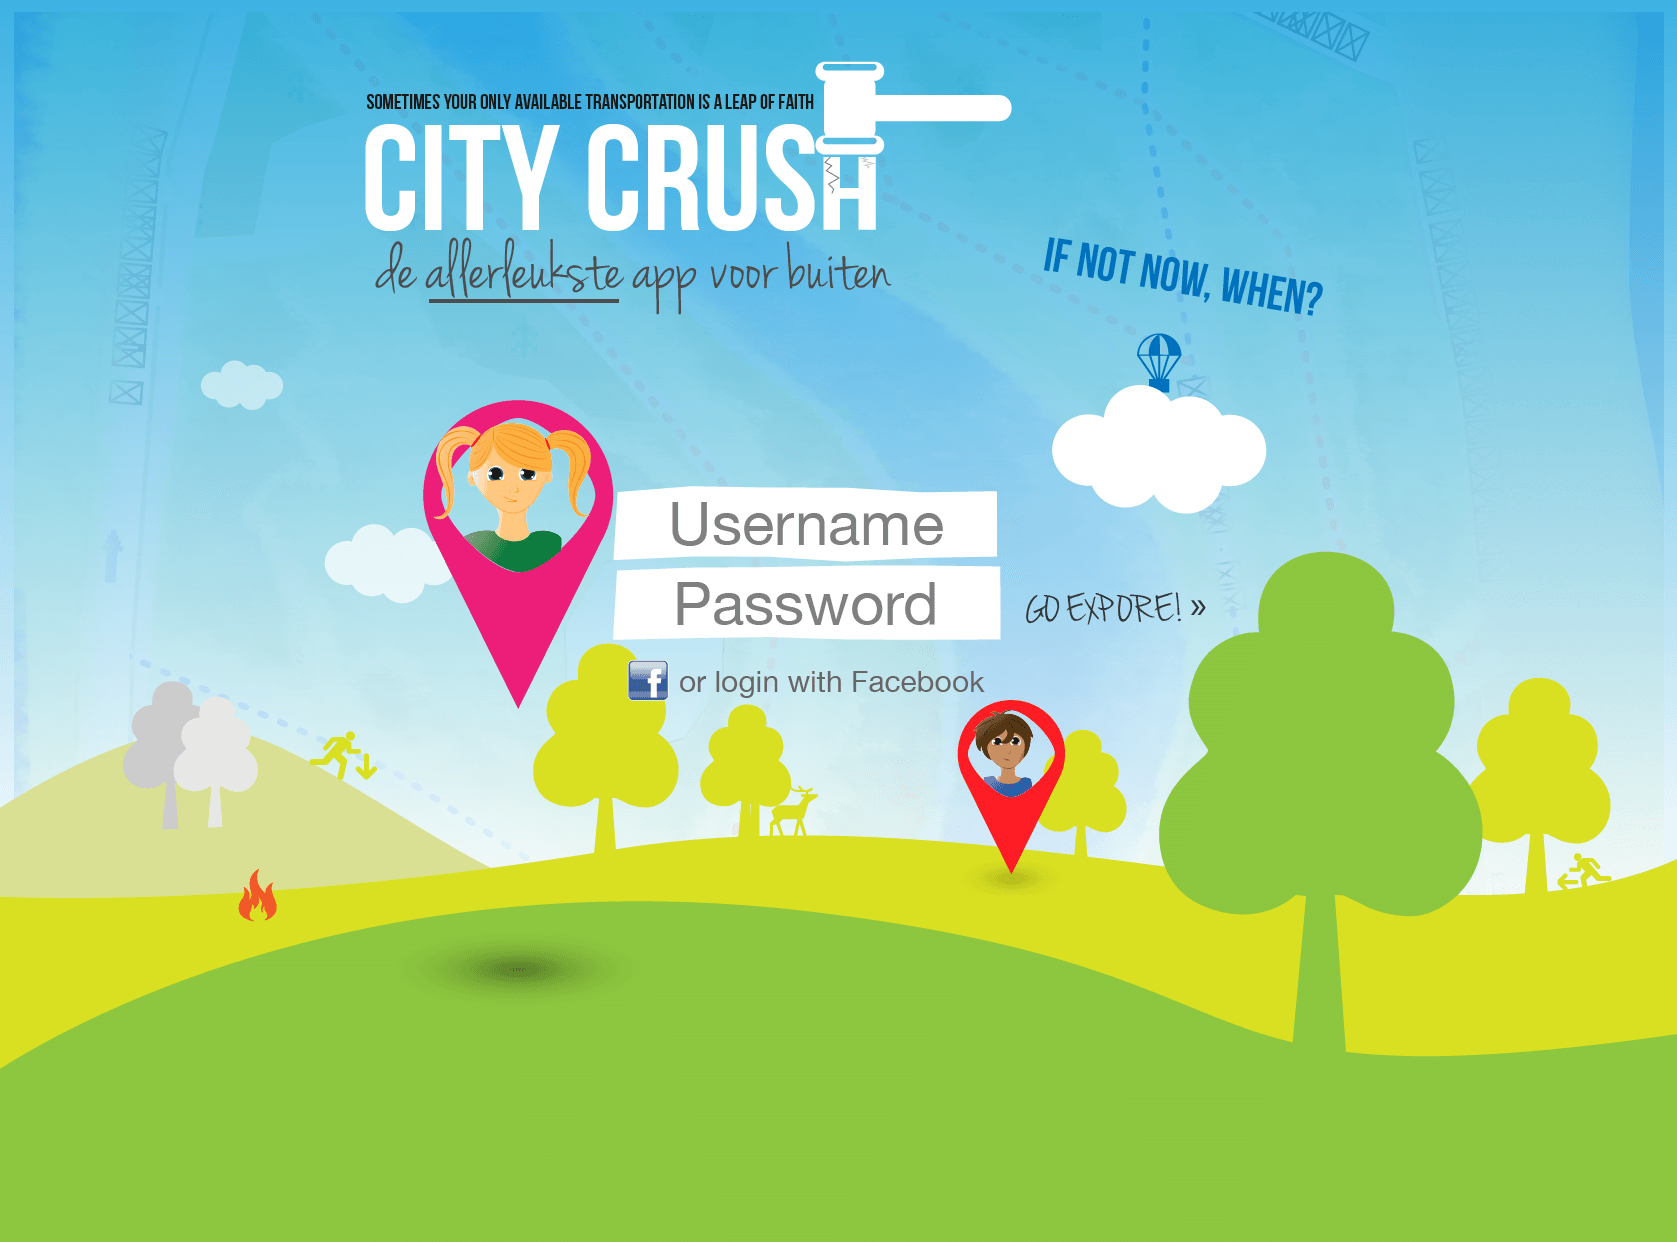 SOMETIMES YOUR ONLY AVAILABLE TRANSPORTATION IS A LEAP OF FAITH
CITY CRUSH
de allerleukste app voor buiten
IF NOT NOW, WHEN?
Username
Password
GO EXPORE! »
f or login with Facebook